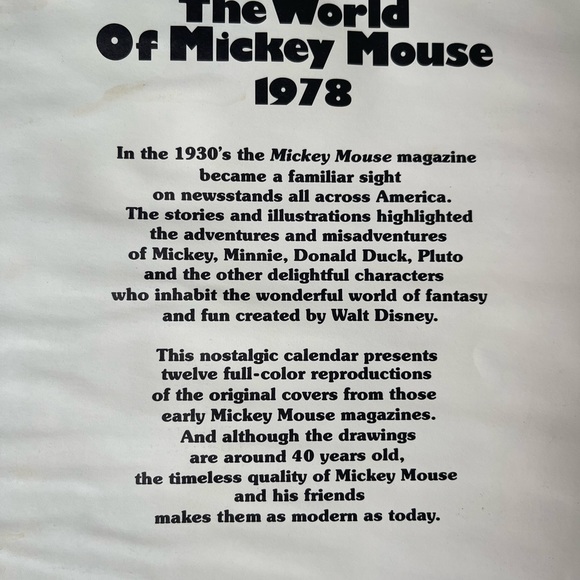 The World
Of Mickey Mouse
1978
In the 1930's the Mickey Mouse magazine
became a familiar sight
on newsstands all across America.
The stories and illustrations highlighted
the adventures and misadventures
of Mickey, Minnie, Donald Duck, Pluto
and the other delightful characters
who inhabit the wonderful world of fantasy
and fun created by Walt Disney.
This nostalgic calendar presents
twelve full-color reproductions
of the original covers from those
early Mickey Mouse magazines.
And although the drawings
are around 40 years old,
the timeless quality of Mickey Mouse
and his friends
makes them as modern as today.